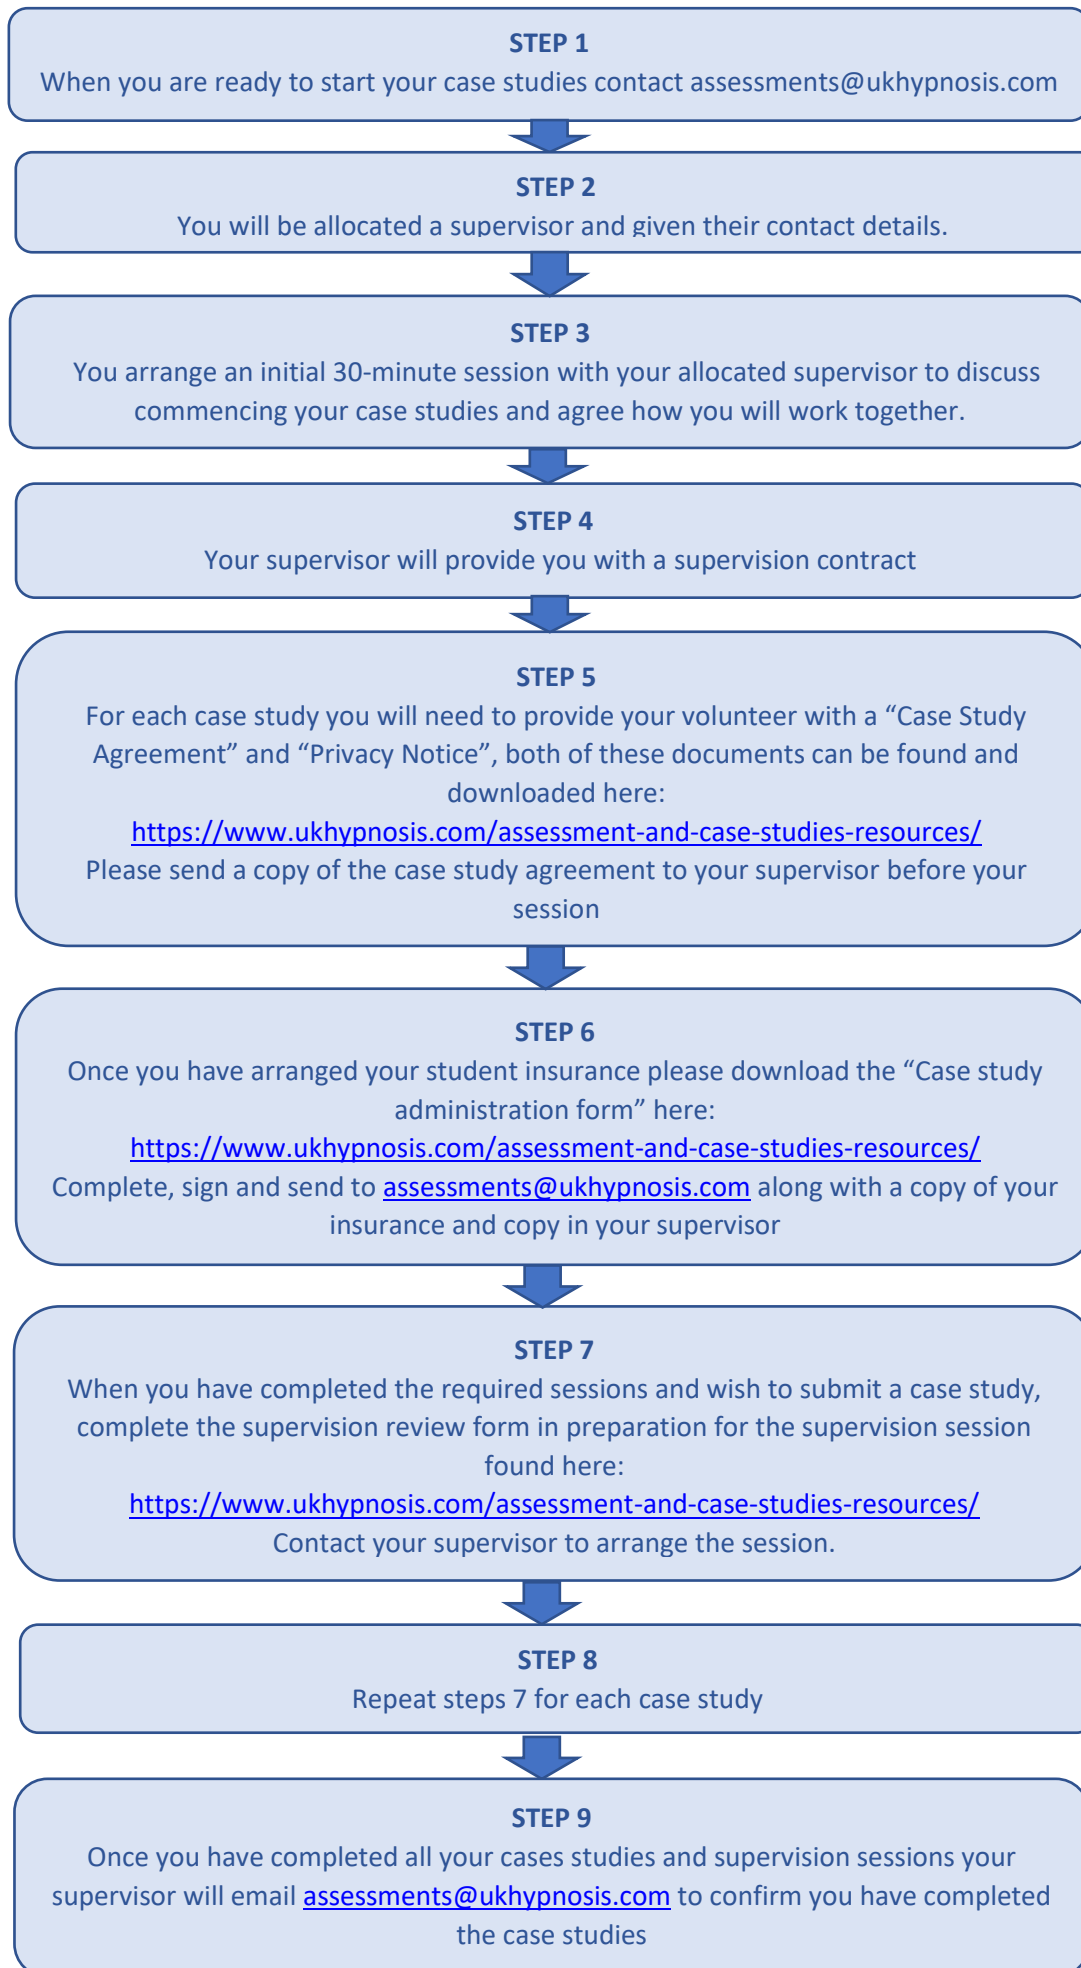 STEP 1
When you are ready to start your case studies contact assessments@ukhypnosis.com
STEP 2
You will be allocated a supervisor and given their contact details.
STEP 3
You arrange an initial 30-minute session with your allocated supervisor to discuss
commencing your case studies and agree how you will work together.
STEP 4
Your supervisor will provide you with a supervision contract
STEP 5
For each case study you will need to provide your volunteer with a “Case Study
Agreement” and “Privacy Notice”, both of these documents can be found and
downloaded here:
https://www.ukhypnosis.com/assessment-and-case-studies-resources/
Please send a copy of the case study agreement to your supervisor before your
session
STEP 6
Once you have arranged your student insurance please download the “Case study
administration form” here:
https://www.ukhypnosis.com/assessment-and-case-studies-resources/
Complete, sign and send to assessments@ukhypnosis.com along with a copy of your
insurance and copy in your supervisor
STEP 7
When you have completed the required sessions and wish to submit a case study,
complete the supervision review form in preparation for the supervision session
found here:
https://www.ukhypnosis.com/assessment-and-case-studies-resources/
Contact your supervisor to arrange the session.
STEP 8
Repeat steps 7 for each case study
STEP 9
Once you have completed all your cases studies and supervision sessions your
supervisor will email assessments@ukhypnosis.com to confirm you have completed
the case studies